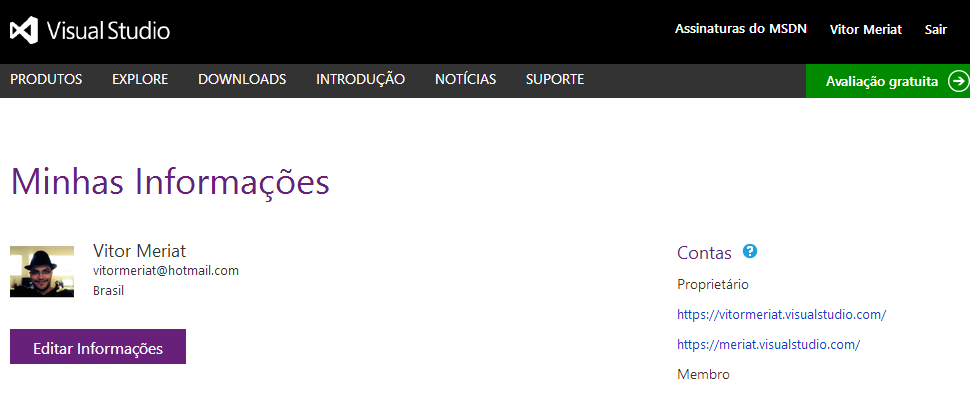 Visual Studio
Assinaturas do MSDN Vitor Meriat Sair
PRODUTOS EXPLORE DOWNLOADS INTRODUÇÃO NOTÍCIAS SUPORTE
Avaliação gratuita
Minhas Informações
Vitor Meriat
vitormeriat@hotmail.com
Brasil
Editar Informações
Contas ?
Proprietário
https://vitormeriat.visualstudio.com/
https://meriat.visualstudio.com/
Membro